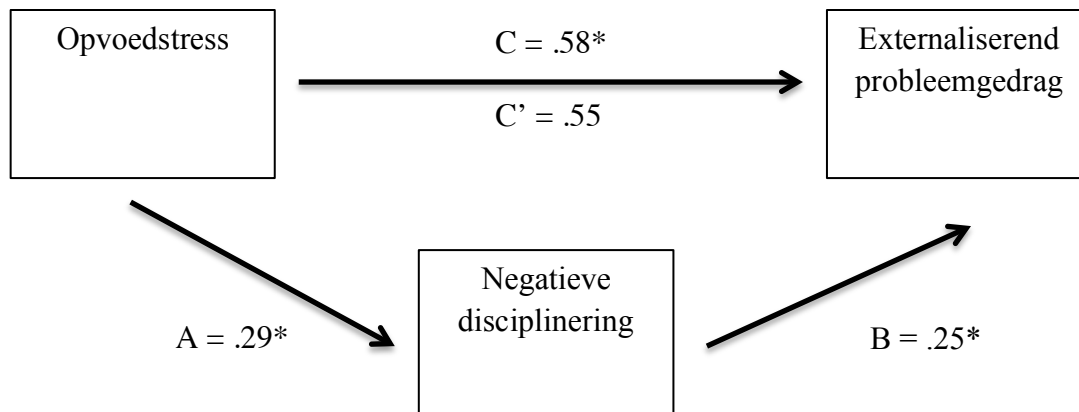 Opvoedstress
C = .58*
C’ = .55
Externaliserend
probleemgedrag
Negatieve
disciplinering
A = .29*
B = .25*